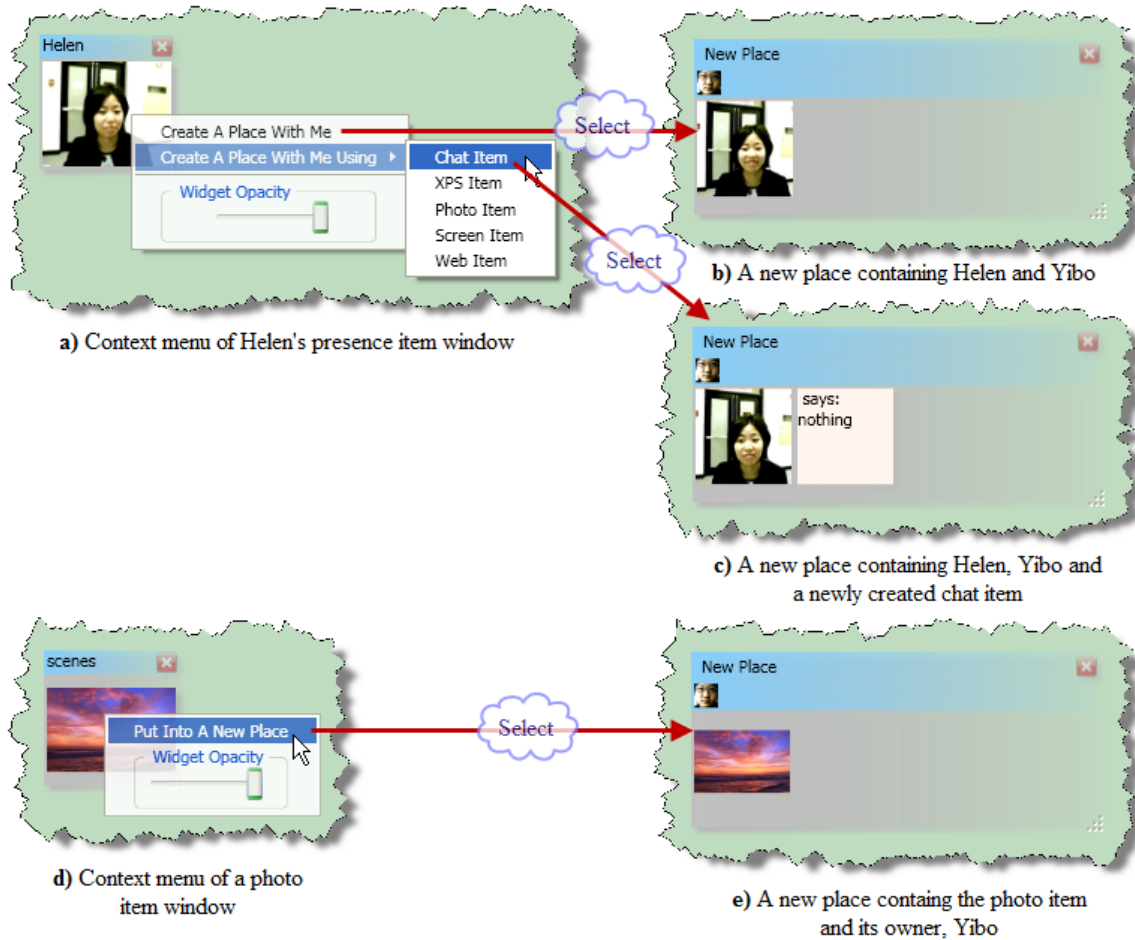 Helen
Create A Place With Me
Create A Place With Me Using
Widget Opacity
Chat Item
XPS Item
Photo Item
Screen Item
Web Item
Select
Select
a) Context menu of Helen's presence item window
New Place
b) A new place containing Helen and Yibo
New Place
says:
nothing
c) A new place containing Helen, Yibo and
a newly created chat item
scenes
Put Into A New Place
Widget Opacity
Select
d) Context menu of a photo
item window
New Place
e) A new place containg the photo item
and its owner, Yibo